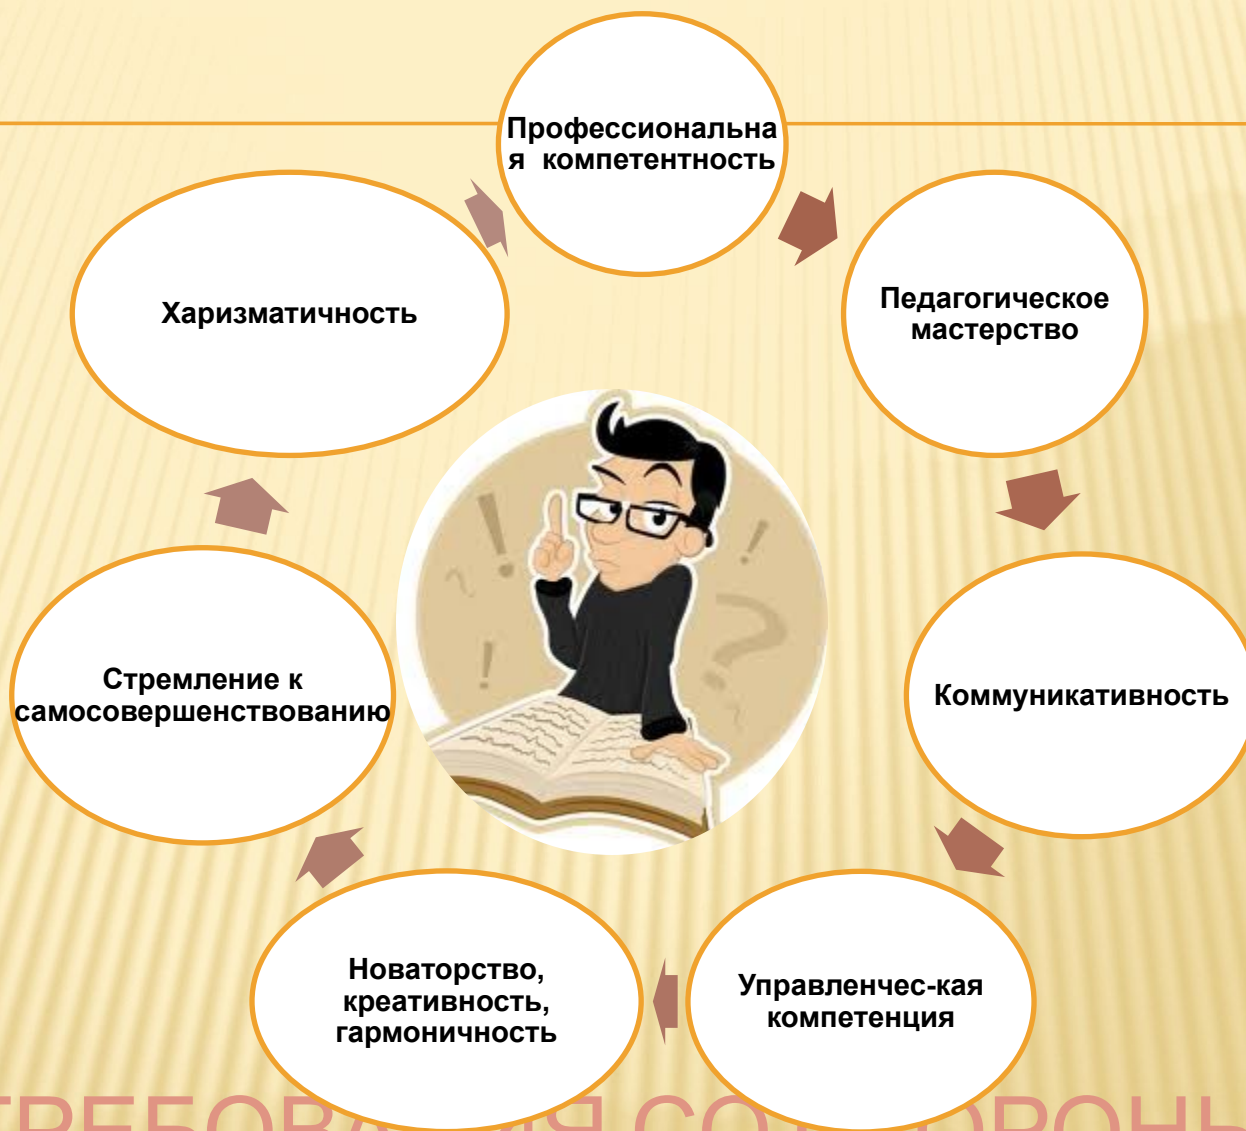 Профессиональна
я компетентность
Педагогическое
мастерство
Коммуникативность
Управленчес-кая
компетенция
Новаторство,
креативность,
гармоничность
Стремление к
самосовершенствованию
Харизматичность